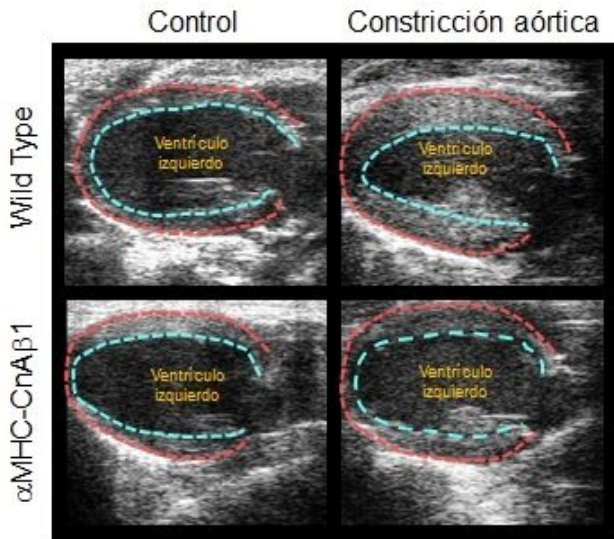 Control
Constricción aórtica
Wild Type
Ventrículo
izquierdo
Ventrículo
izquierdo
αMHC-CnAβ1
Ventrículo
izquierdo
Ventrículo
izquierdo